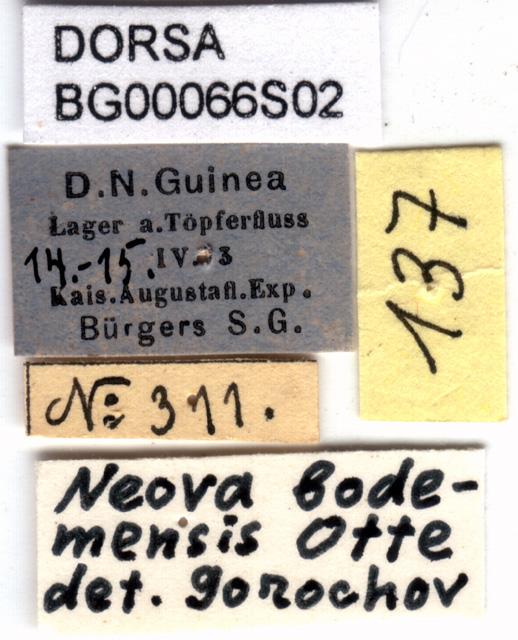 DORSA
BG00066S02
D.N.Guinea
Lager a.Töpferfluss
14.-15.IV. 3
Kais.Augustafl.Exp.
Bürgers S.G.
137
No 311.
Neova bode-
mensis Otte
det. Gorochov